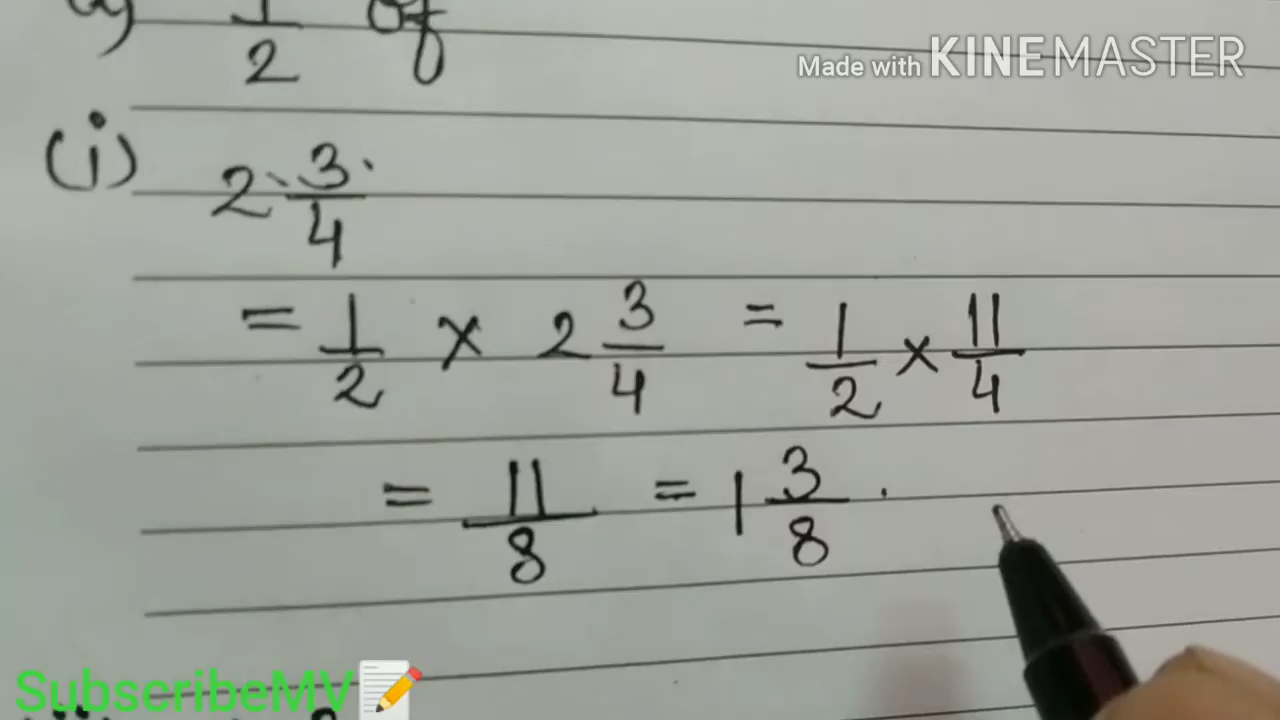 1/2 of
Made with KINEMASTER
(i) 2 3/4
= 1/2 × 2 3/4 = 1/2 × 11/4
= 11/8 = 1 3/8 .
SubscribeMV📝